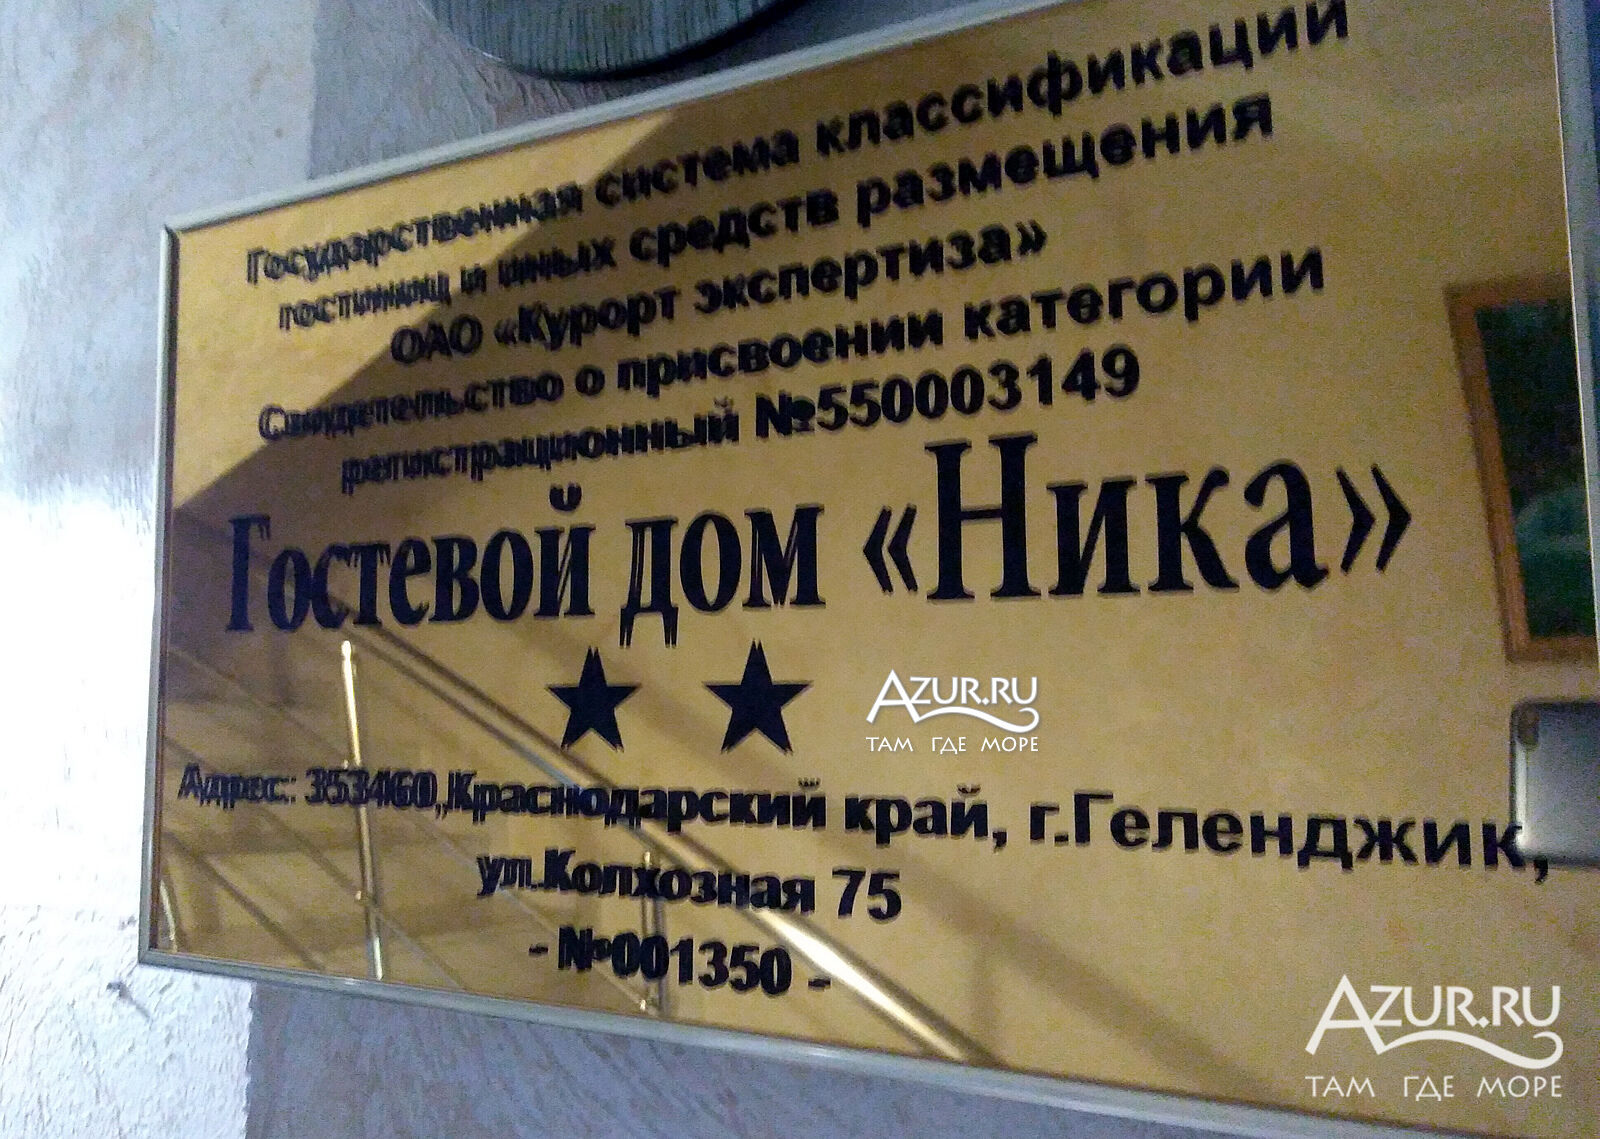 Государственная система классификации
гостиниц и иных средств размещения
ОАО «Курорт экспертиза»
Свидетельство о присвоении категории
регистрационный №550003149
Гостевой дом «Ника»
AZUR.RU
ТАМ ГДЕ МОРЕ
Адрес: 353460,Краснодарский край, г.Геленджик,
ул.Колхозная 75
- №001350 -
AZUR.RU
ТАМ ГДЕ МОРЕ